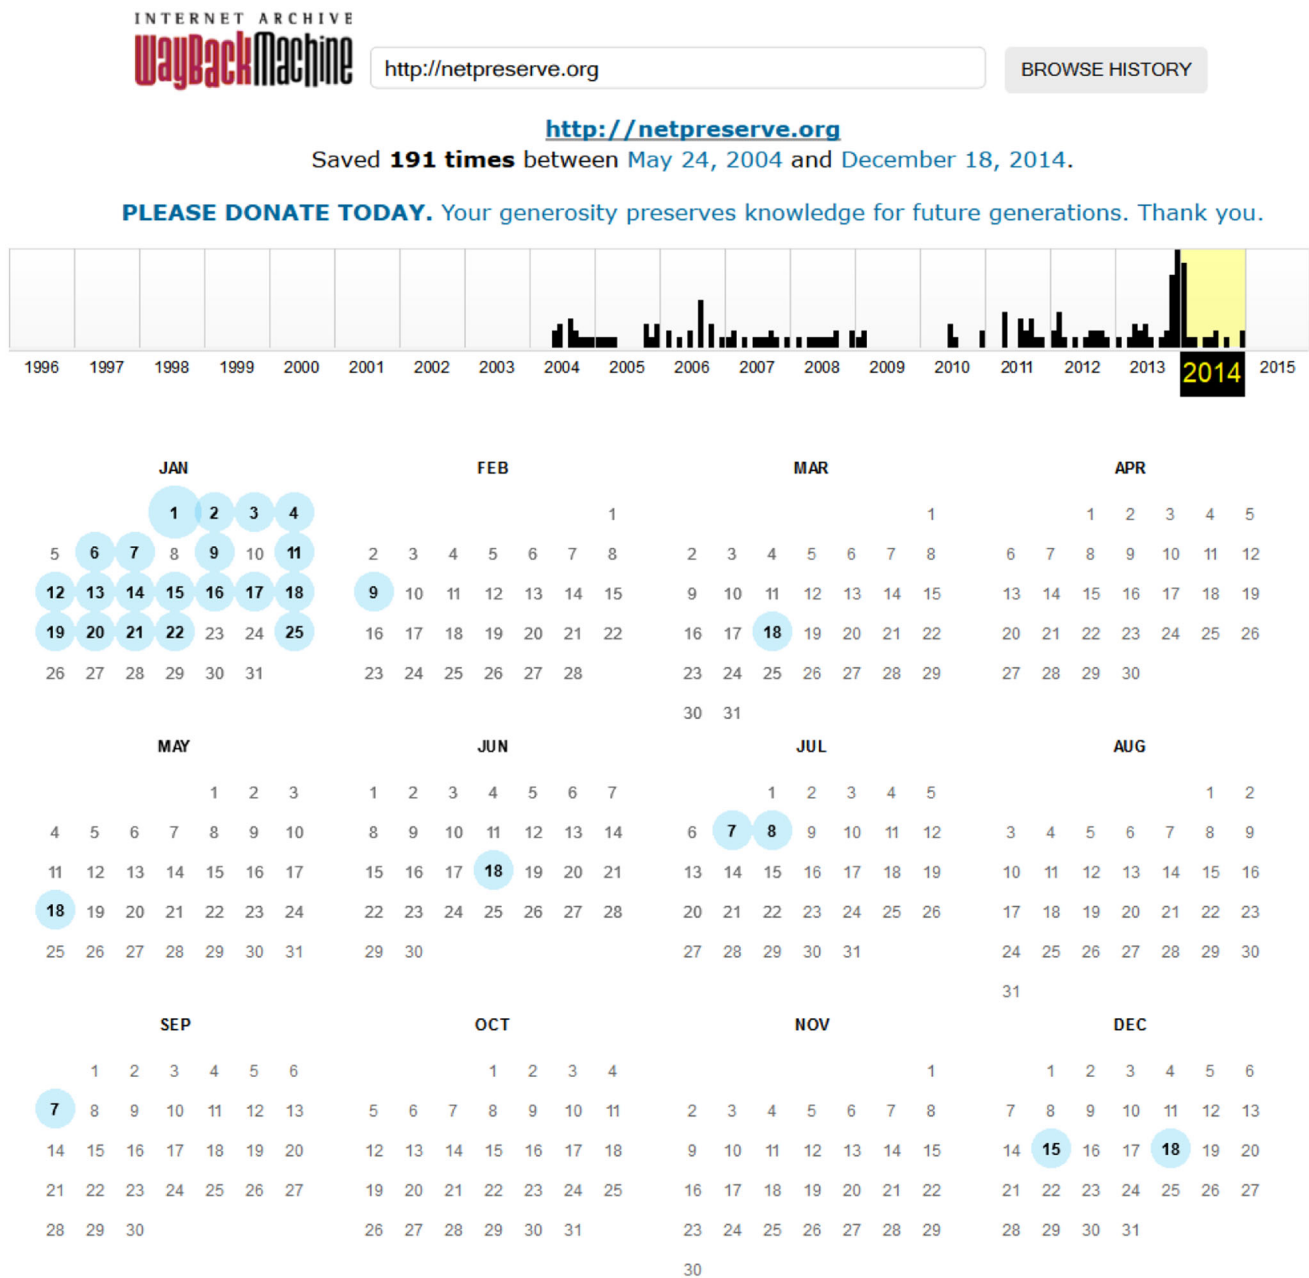 INTERNET ARCHIVE
WayBackMachine
http://netpreserve.org
BROWSE HISTORY
http://netpreserve.org
Saved 191 times between May 24, 2004 and December 18, 2014.
PLEASE DONATE TODAY. Your generosity preserves knowledge for future generations. Thank you.
1996 1997 1998 1999 2000 2001 2002 2003 2004 2005 2006 2007 2008 2009 2010 2011 2012 2013 2014 2015
JAN FEB MAR APR
1 2 3 4 1 1 1 2 3 4 5
5 6 7 8 9 10 11 2 3 4 5 6 7 8 2 3 4 5 6 7 8 6 7 8 9 10 11 12
12 13 14 15 16 17 18 9 10 11 12 13 14 15 9 10 11 12 13 14 15 13 14 15 16 17 18 19
19 20 21 22 23 24 25 16 17 18 19 20 21 22 16 17 18 19 20 21 22 20 21 22 23 24 25 26
26 27 28 29 30 31 23 24 25 26 27 28 23 24 25 26 27 28 29 27 28 29 30
30 31
MAY JUN JUL AUG
1 2 3 1 2 3 4 5 6 7 1 2 3 4 5 1 2
4 5 6 7 8 9 10 8 9 10 11 12 13 14 6 7 8 9 10 11 12 3 4 5 6 7 8 9
11 12 13 14 15 16 17 15 16 17 18 19 20 21 13 14 15 16 17 18 19 10 11 12 13 14 15 16
18 19 20 21 22 23 24 22 23 24 25 26 27 28 20 21 22 23 24 25 26 17 18 19 20 21 22 23
25 26 27 28 29 30 31 29 30 27 28 29 30 31 24 25 26 27 28 29 30
31
SEP OCT NOV DEC
1 2 3 4 5 6 1 2 3 4 1 1 2 3 4 5 6
7 8 9 10 11 12 13 5 6 7 8 9 10 11 2 3 4 5 6 7 8 7 8 9 10 11 12 13
14 15 16 17 18 19 20 12 13 14 15 16 17 18 9 10 11 12 13 14 15 14 15 16 17 18 19 20
21 22 23 24 25 26 27 19 20 21 22 23 24 25 16 17 18 19 20 21 22 21 22 23 24 25 26 27
28 29 30 26 27 28 29 30 31 23 24 25 26 27 28 29 28 29 30 31
30